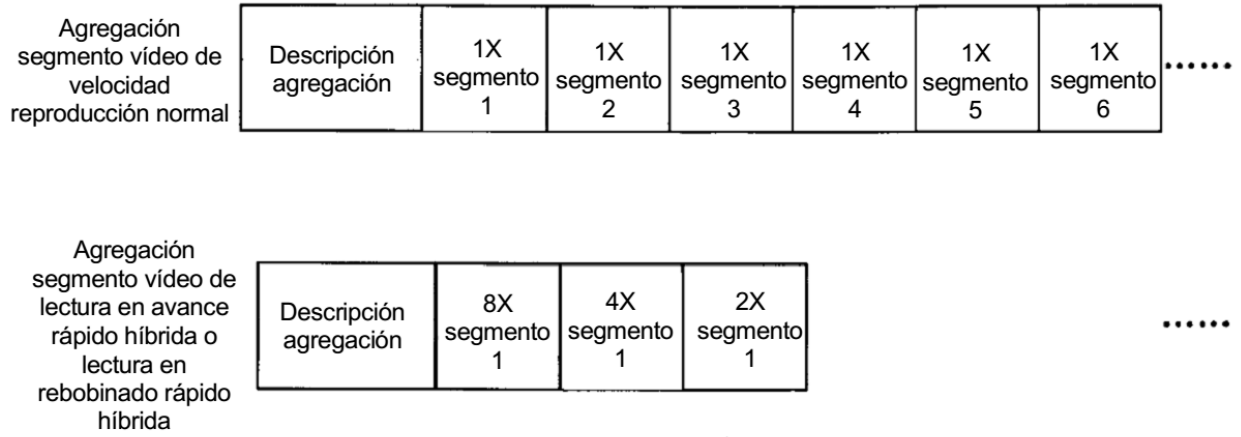 Agregación
segmento vídeo de
velocidad
reproducción normal
Descripción
agregación
1X
segmento
1
1X
segmento
2
1X
segmento
3
1X
segmento
4
1X
segmento
5
1X
segmento
6
......
Agregación
segmento vídeo de
lectura en avance
rápido híbrida o
lectura en
rebobinado rápido
híbrida
Descripción
agregación
8X
segmento
1
4X
segmento
1
2X
segmento
1
......